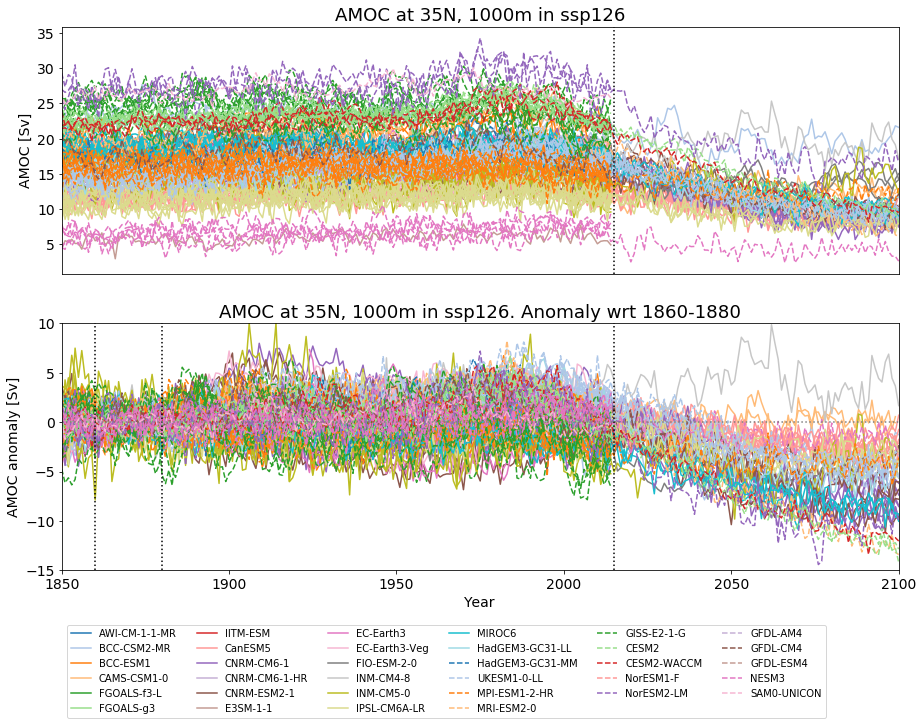 AMOC at 35N, 1000m in ssp126
AMOC [Sv]
35
30
25
20
15
10
5
AMOC at 35N, 1000m in ssp126. Anomaly wrt 1860-1880
AMOC anomaly [Sv]
10
5
0
−5
−10
−15
1850 1900 1950 2000 2050 2100
Year
AWI-CM-1-1-MR IITM-ESM EC-Earth3 MIROC6 GISS-E2-1-G GFDL-AM4
BCC-CSM2-MR CanESM5 EC-Earth3-Veg HadGEM3-GC31-LL CESM2 GFDL-CM4
BCC-ESM1 CNRM-CM6-1 FIO-ESM-2-0 HadGEM3-GC31-MM CESM2-WACCM GFDL-ESM4
CAMS-CSM1-0 CNRM-CM6-1-HR INM-CM4-8 UKESM1-0-LL NorESM1-F NESM3
FGOALS-f3-L CNRM-ESM2-1 INM-CM5-0 MPI-ESM1-2-HR NorESM2-LM SAM0-UNICON
FGOALS-g3 E3SM-1-1 IPSL-CM6A-LR MRI-ESM2-0